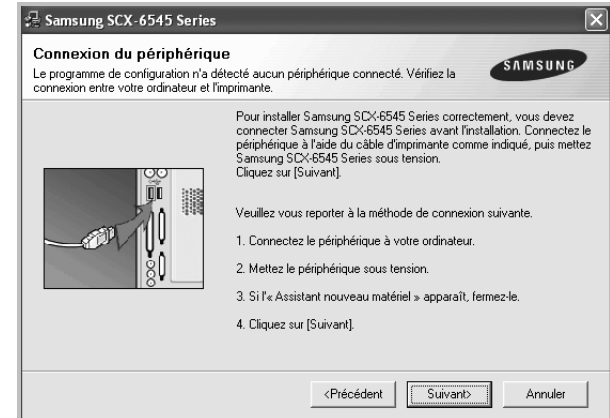 Samsung SCX-6545 Series
Connexion du périphérique
Le programme de configuration n'a détecté aucun périphérique connecté. Vérifiez la
connexion entre votre ordinateur et l'imprimante.
SAMSUNG
Pour installer Samsung SCX-6545 Series correctement, vous devez
connecter Samsung SCX-6545 Series avant l'installation. Connectez le
périphérique à l'aide du câble d'imprimante comme indiqué, puis mettez
Samsung SCX-6545 Series sous tension.
Cliquez sur [Suivant].
Veuillez vous reporter à la méthode de connexion suivante.
1. Connectez le périphérique à votre ordinateur.
2. Mettez le périphérique sous tension.
3. Si l'« Assistant nouveau matériel » apparaît, fermez-le.
4. Cliquez sur [Suivant].
<Précédent
Suivant>
Annuler